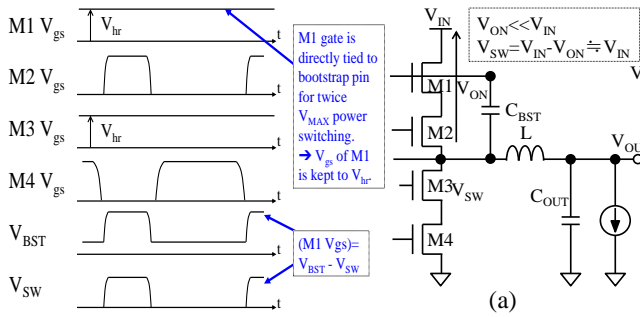 M1 Vgs
Vhr
t
M2 Vgs
t
M3 Vgs
Vhr
t
M4 Vgs
t
VBST
t
VSW
t
M1 gate is
directly tied to
bootstrap pin
for twice
VMAX power
switching.
➔ Vgs of M1
is kept to Vhr.
(M1 Vgs)=
VBST - VSW
VIN
VON<<VIN
VSW=VIN-VON≒VIN
V
M1
VON
CBST
M2
L
VOU
M3
VSW
COUT
M4
(a)